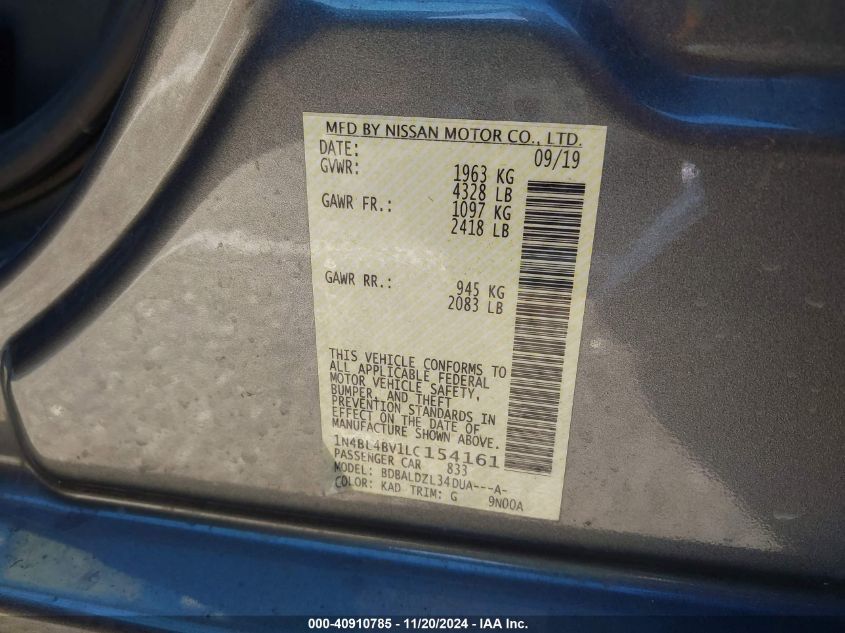 MFD BY NISSAN MOTOR CO., LTD.
DATE: 09/19
GVWR: 1963 KG
4328 LB
GAWR FR.: 1097 KG
2418 LB
GAWR RR.: 945 KG
2083 LB
THIS VEHICLE CONFORMS TO
ALL APPLICABLE FEDERAL
MOTOR VEHICLE SAFETY,
BUMPER, AND THEFT
PREVENTION STANDARDS IN
EFFECT ON THE DATE OF
MANUFACTURE SHOWN ABOVE.
1N4BL4BV1LC154161
PASSENGER CAR 833
MODEL: BDBALDZL34DUA---A-
COLOR: KAD TRIM: G 9N00A
000-40910785 - 11/20/2024 - IAA Inc.